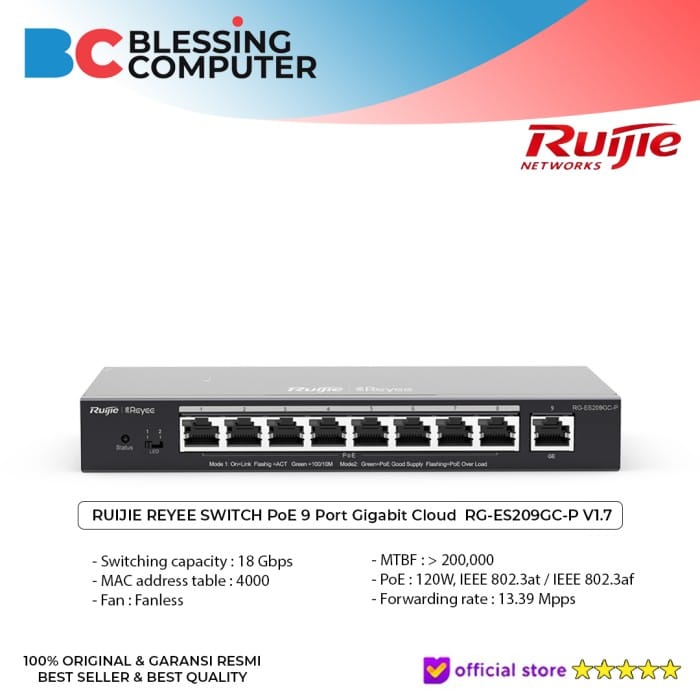 BC BLESSING
COMPUTER
Ruijie
NETWORKS
Ruijie Reyee
Ruijie Reyee
Status
1 2
LED
1 2 3 4 5 6 7 8
9
RG-ES209GC-P
PoE
GE
Mode 1: On=Link Flashig =ACT Green =100/10M Mode2: Green=PoE Good Supply Flashing=PoE Over Load
RUIJIE REYEE SWITCH PoE 9 Port Gigabit Cloud RG-ES209GC-P V1.7
- Switching capacity : 18 Gbps
- MAC address table : 4000
- Fan : Fanless
- MTBF : > 200,000
- PoE : 120W, IEEE 802.3at / IEEE 802.3af
- Forwarding rate : 13.39 Mpps
100% ORIGINAL & GARANSI RESMI
BEST SELLER & BEST QUALITY
official store